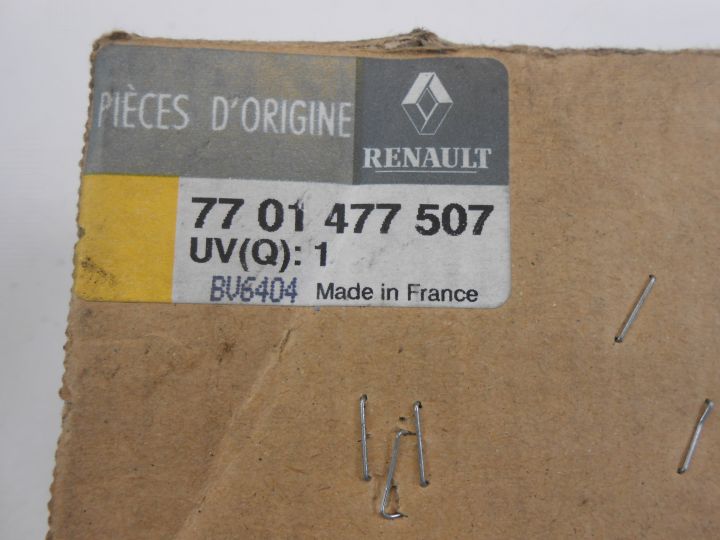 PIÈCES D'ORIGINE
RENAULT
77 01 477 507
UV(Q): 1
BV6404 Made in France